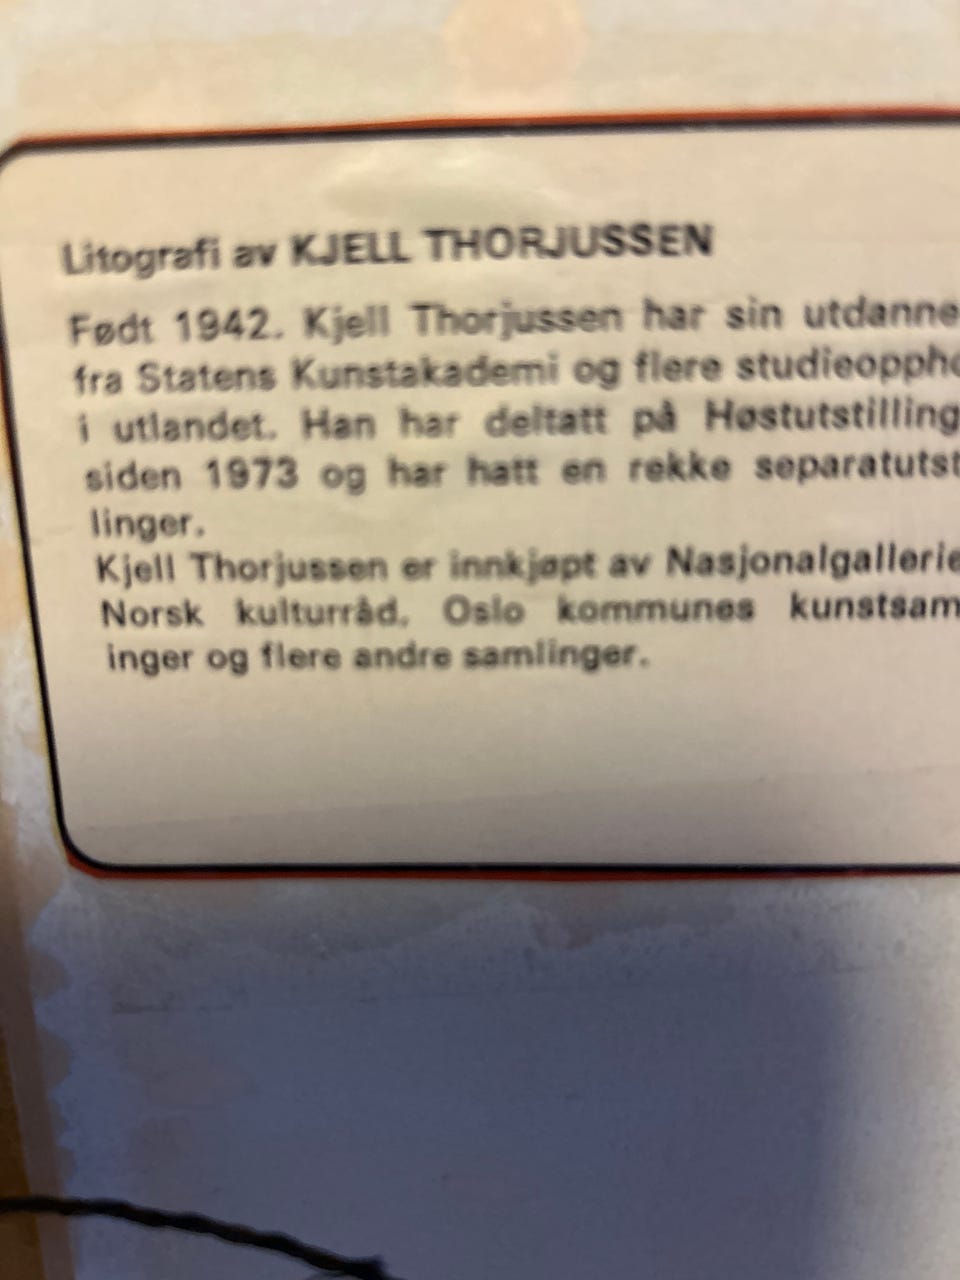 Litografi av KJELL THORJUSSEN
Født 1942. Kjell Thorjussen har sin utdanne
fra Statens Kunstakademi og flere studieoppho
i utlandet. Han har deltatt på Høstutstilling
siden 1973 og har hatt en rekke separatutst
linger.
Kjell Thorjussen er innkjøpt av Nasjonalgallerie
Norsk kulturråd, Oslo kommunes kunstsam
inger og flere andre samlinger.